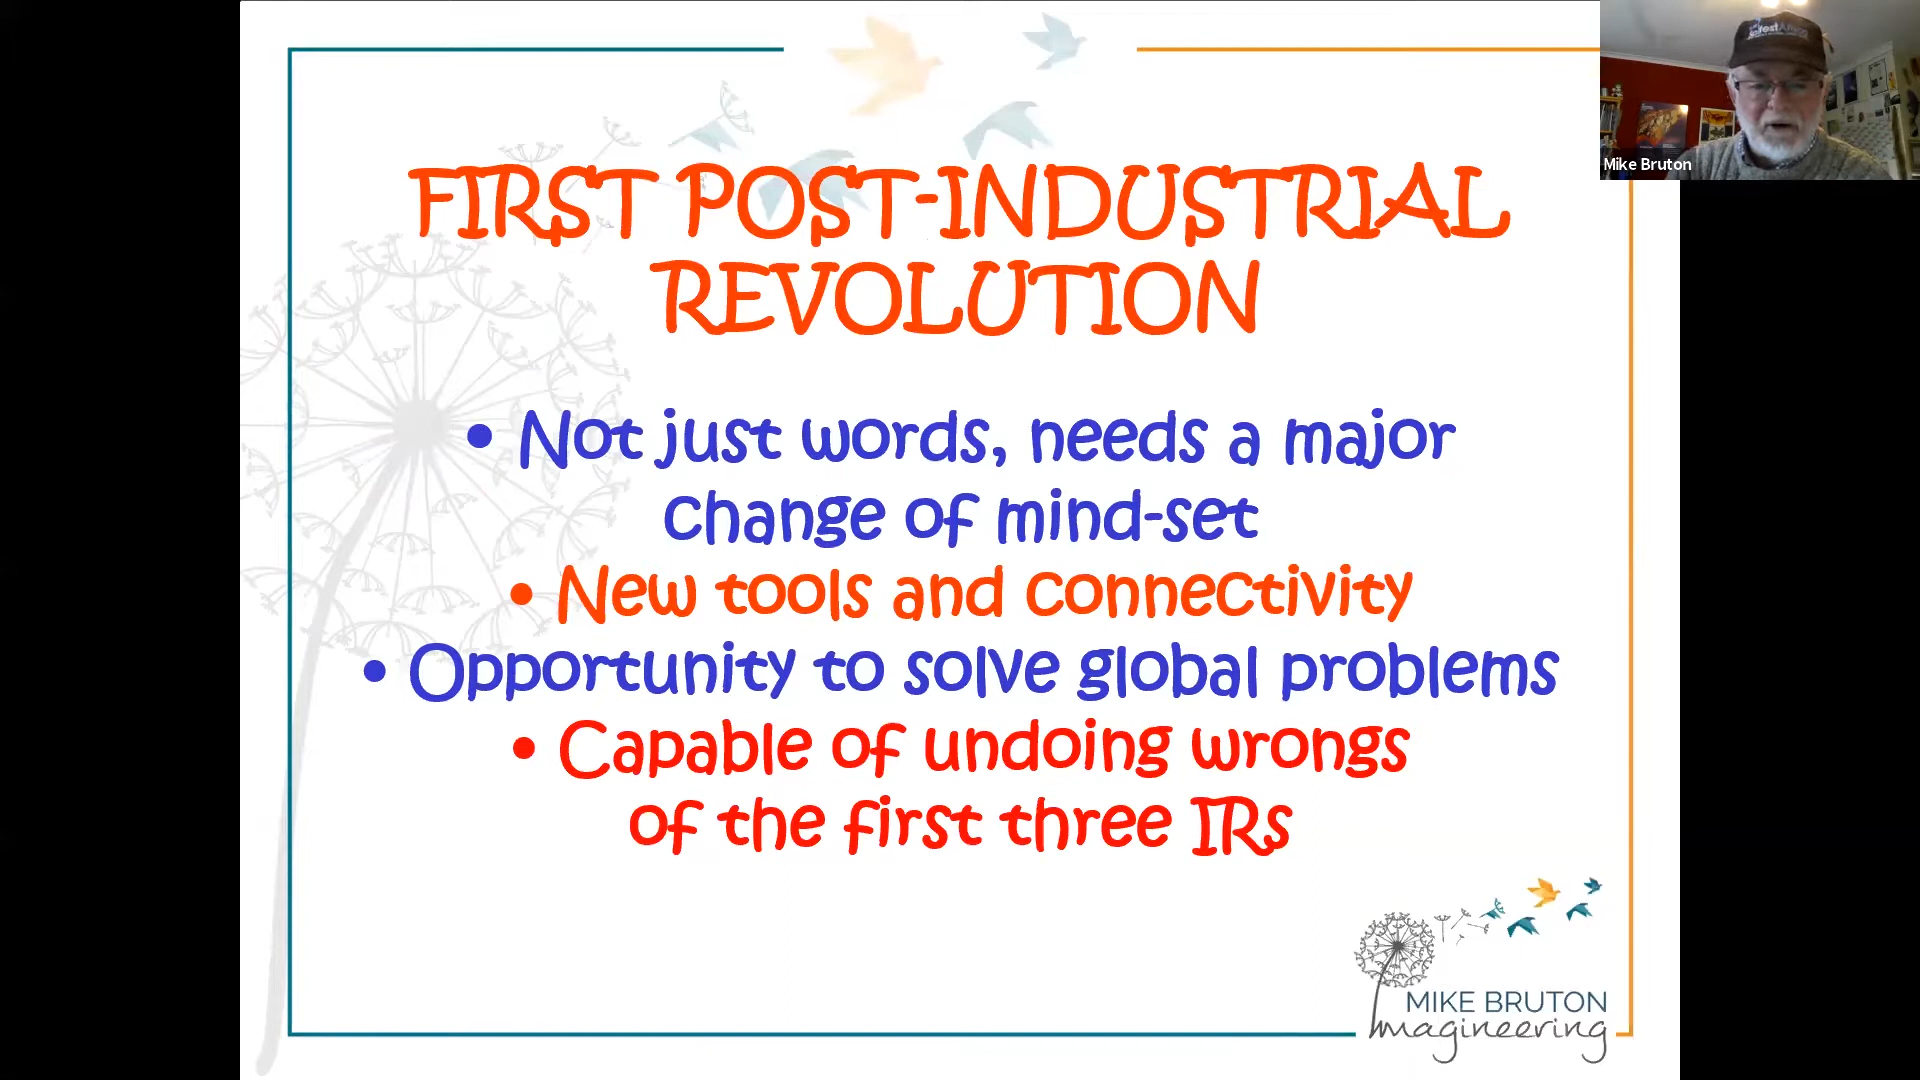 FIRST POST-INDUSTRIAL
REVOLUTION
• Not just words, needs a major
change of mind-set
• New tools and connectivity
• Opportunity to solve global problems
• Capable of undoing wrongs
of the first three IRs
MIKE BRUTON
Imagineering
Mike Bruton